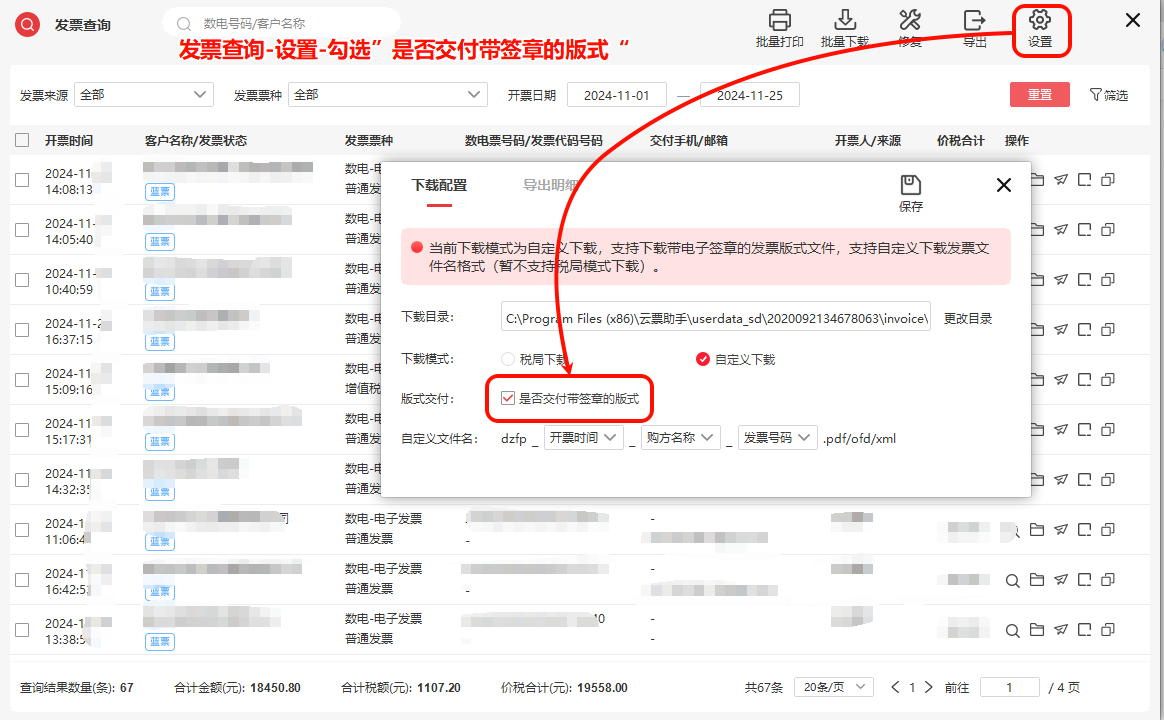 发票查询
数电号码/客户名称
批量打印
批量下载
修复
导出
设置
发票查询-设置-勾选”是否交付带签章的版式“
发票来源 全部 发票票种 全部 开票日期 2024-11-01 — 2024-11-25 重置 筛选
开票时间 客户名称/发票状态 发票票种 数电票号码/发票代码号码 交付手机/邮箱 开票人/来源 价税合计 操作
2024-11 数电-电
14:08:13 蓝票 普通发
2024-11- 数电-电
14:05:40 蓝票 普通发
2024-11- 数电-电
10:40:59 蓝票 普通发
2024-11-2 数电-电
16:37:15 蓝票 普通发
2024-11 数电-电
15:09:16 蓝票 增值税
2024-11 数电-电
15:17:31 蓝票 普通发
2024-11 数电-电
14:32:35 蓝票 普通发
2024-1 数电-电子发票 -
11:06:4 蓝票 普通发票 -
2024-1 数电-电子发票 -
16:42:53 蓝票 普通发票 -
2024-1 数电-电子发票 0 -
13:38:5 蓝票 普通发票 -
下载配置 导出明细
保存
当前下载模式为自定义下载，支持下载带电子签章的发票版式文件，支持自定义下载发票文
件名格式（暂不支持税局模式下载）。
下载目录： C:\Program Files (x86)\云票助手\userdata_sd\2020092134678063\invoice\ 更改目录
下载模式： 税局下载 自定义下载
版式交付： 是否交付带签章的版式
自定义文件名： dzfp _ 开票时间 _ 购方名称 _ 发票号码 .pdf/ofd/xml
查询结果数量(条): 67 合计金额(元): 18450.80 合计税额(元): 1107.20 价税合计(元): 19558.00 共67条 20条/页 1 前往 1 / 4 页